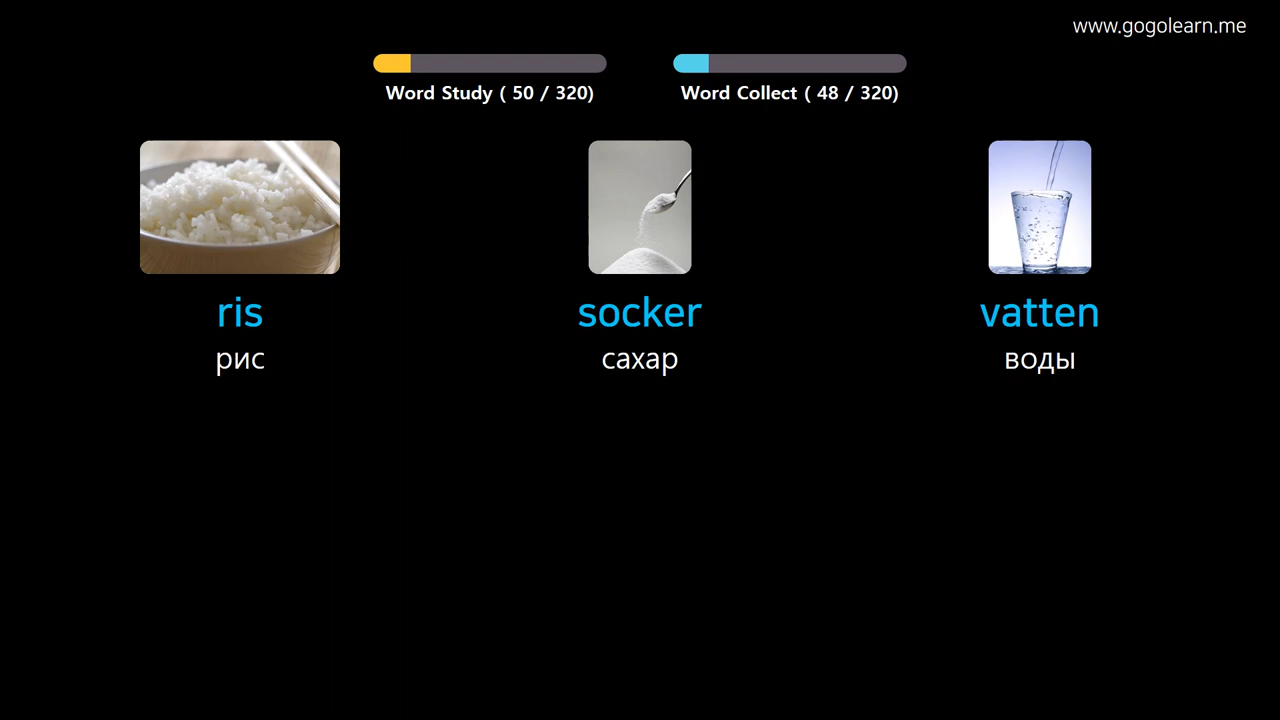 www.gogolearn.me
Word Study ( 50 / 320)
Word Collect ( 48 / 320)
ris
socker
vatten
рис
сахар
воды